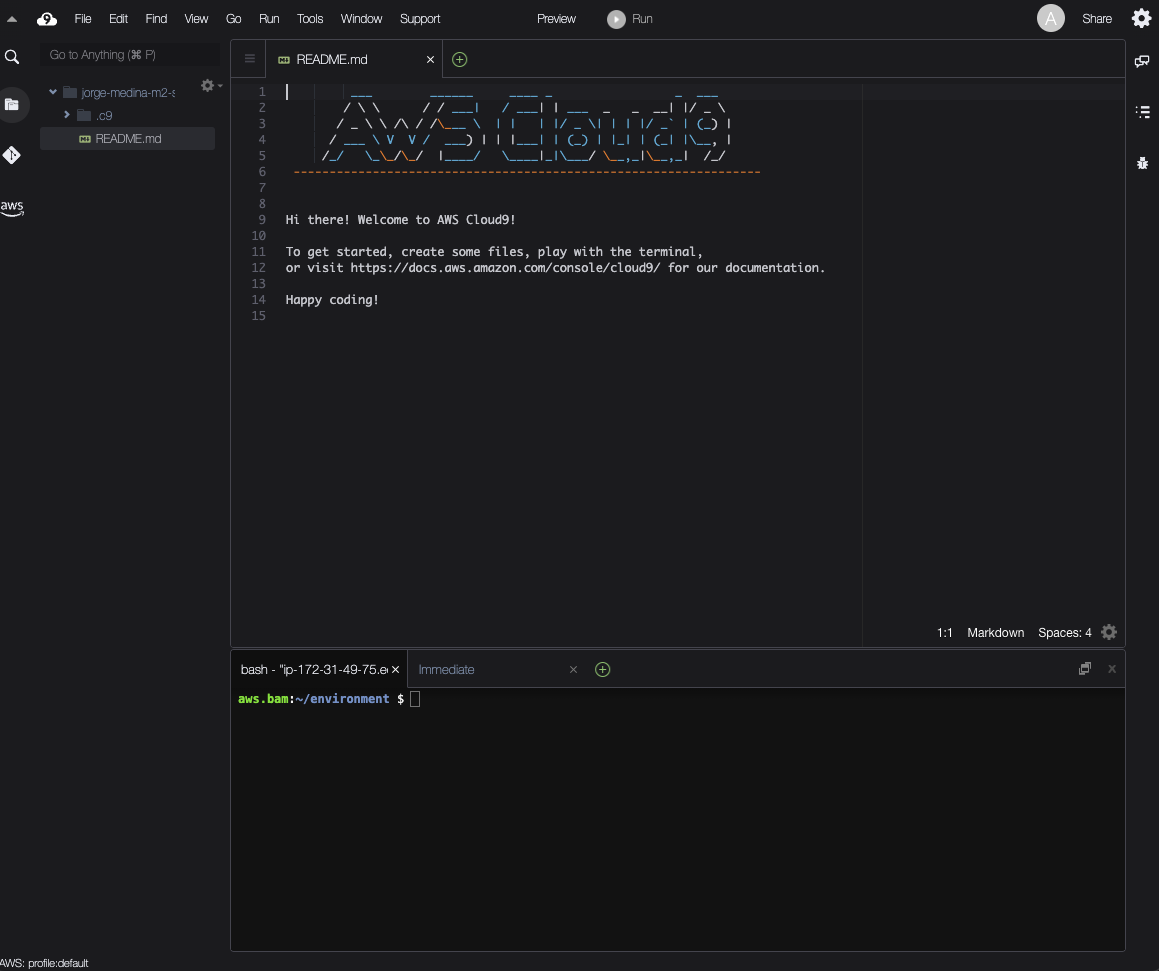 File Edit Find View Go Run Tools Window Support Preview Run A Share
Go to Anything (⌘ P)
README.md
jorge-medina-m2-s
.c9
README.md
aws
1
2
3
4
5
AWS Cloud9
6 -----------------------------------------------------------------
7
8
9 Hi there! Welcome to AWS Cloud9!
10
11 To get started, create some files, play with the terminal,
12 or visit https://docs.aws.amazon.com/console/cloud9/ for our documentation.
13
14 Happy coding!
15
1:1 Markdown Spaces: 4
bash - "ip-172-31-49-75.ec Immediate
aws.bam:~/environment $
AWS: profile:default